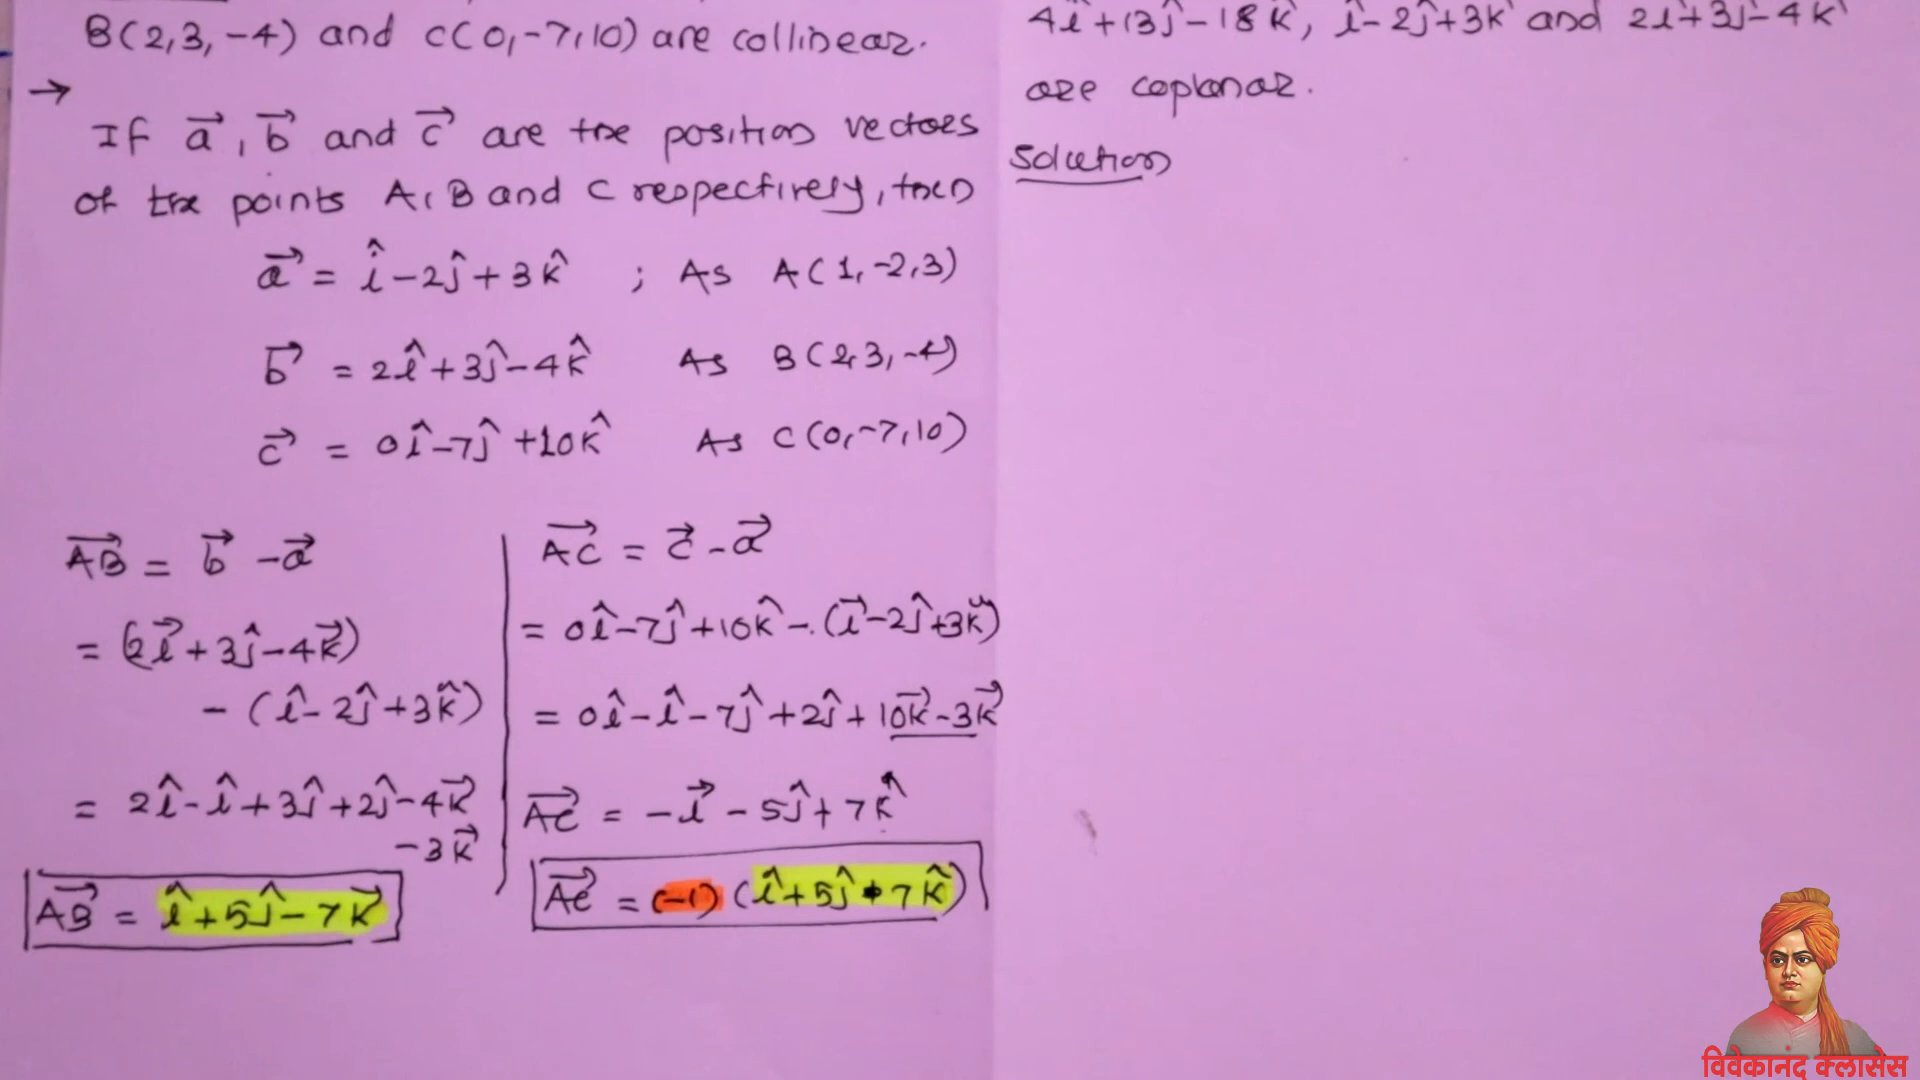 B(2,3,-4) and C(0,-7,10) are collinear.
→
If a⃗, b⃗ and c⃗ are the position vectors
of the points A, B and C respectively, then
a⃗ = î - 2ĵ + 3k̂ ; As A(1,-2,3)
b⃗ = 2î + 3ĵ - 4k̂ As B(2,3,-4)
c⃗ = 0î - 7ĵ + 10k̂ As C(0,-7,10)
AB⃗ = b⃗ - a⃗
= (2i⃗ + 3ĵ - 4k⃗)
- (î - 2ĵ + 3k̂)
= 2î - î + 3ĵ + 2ĵ - 4k⃗
- 3k⃗
AB⃗ = î + 5ĵ - 7k⃗
AC⃗ = c⃗ - a⃗
= 0î - 7ĵ + 10k̂ - (i⃗ - 2ĵ + 3k̂)
= 0î - î - 7ĵ + 2ĵ + 10k⃗ - 3k⃗
AC⃗ = -i⃗ - 5ĵ + 7k̂
AC⃗ = (-1) (î + 5ĵ - 7k̂)
4î + 13ĵ - 18k̂, î - 2ĵ + 3k̂ and 2î + 3ĵ - 4k̂
are coplanar.
Solution
विवेकानंद क्लासेस